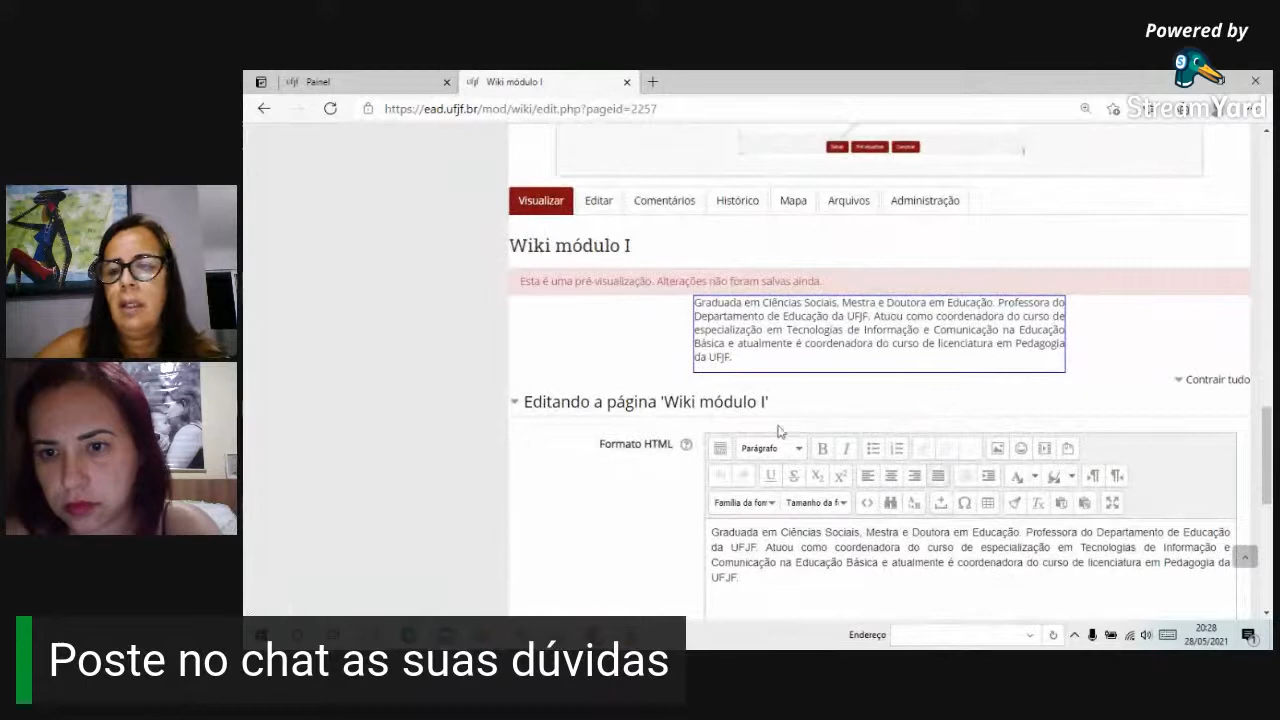 Powered by
StreamYard
ufjf Painel
ufjf Wiki módulo I
https://ead.ufjf.br/mod/wiki/edit.php?pageid=2257
Visualizar Editar Comentários Histórico Mapa Arquivos Administração
Wiki módulo I
Esta é uma pré-visualização. Alterações não foram salvas ainda.
Graduada em Ciências Sociais, Mestra e Doutora em Educação. Professora do
Departamento de Educação da UFJF. Atuou como coordenadora do curso de
especialização em Tecnologias de Informação e Comunicação na Educação
Básica e atualmente é coordenadora do curso de licenciatura em Pedagogia
da UFJF.
Contrair tudo
Editando a página 'Wiki módulo I'
Formato HTML
Parágrafo
Família da fon Tamanho da f
Graduada em Ciências Sociais, Mestra e Doutora em Educação. Professora do Departamento de Educação
da UFJF. Atuou como coordenadora do curso de especialização em Tecnologias de Informação e
Comunicação na Educação Básica e atualmente é coordenadora do curso de licenciatura em Pedagogia da
UFJF.
Endereço
20:28
28/05/2021
Poste no chat as suas dúvidas